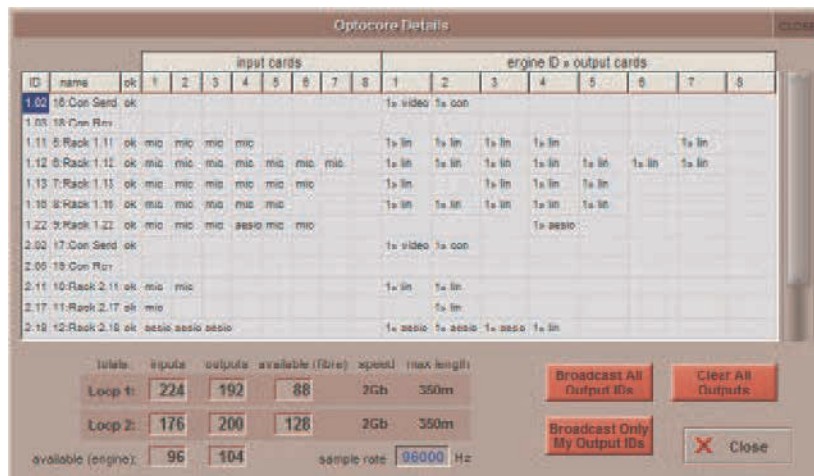 Optocore Details CLOSE
input cards engine ID » output cards
ID name ok 1 2 3 4 5 6 7 8 1 2 3 4 5 6 7 8
1.02 16:Con Send ok 1» video 1» con
1.03 18:Con Rcv
1.11 5:Rack 1.11 ok mic mic mic mic 1» lin 1» lin 1» lin 1» lin 1» lin
1.12 6:Rack 1.12 ok mic mic mic mic mic mic mic 1» lin 1» lin 1» lin 1» lin 1» lin 1» lin 1» lin
1.13 7:Rack 1.13 ok mic mic mic mic mic 1» lin 1» lin 1» lin 1» lin
8:Rack ok mic mic mic mic mic 1» lin 1» lin 1» lin 1» lin 1» lin
1.22 9:Rack 1.22 ok mic mic mic aesio mic mic 1» aesio
2.02 17:Con Send ok 1» video 1» con
19:Con Rcv
2.11 10:Rack 2.11 ok mic mic 1» lin 1» lin
2.17 11:Rack 2.17 ok mic 1» lin
12:Rack ok aesio aesio aesio 1» aesio 1» aesio 1» aesio 1» lin
totals: inputs outputs available (fibre) speed max length
Loop 1: 224 192 88 2Gb 350m
Loop 2: 176 200 128 2Gb 350m
available (engine): 96 104 sample rate 96000 Hz
Broadcast All
Output IDs
Clear All
Outputs
Broadcast Only
My Output IDs
X Close